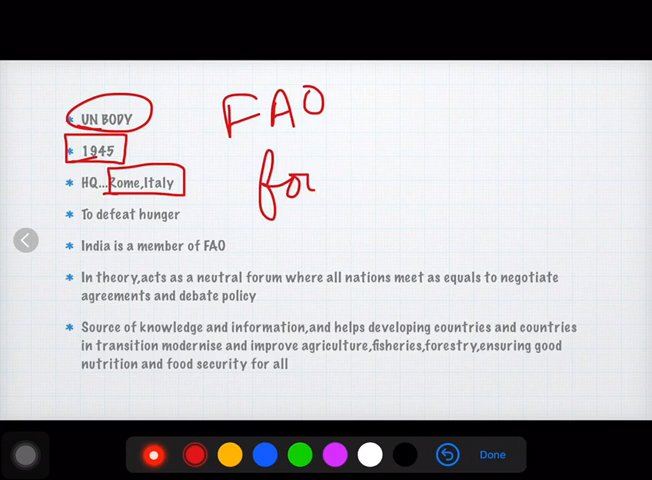 * UN BODY
* 1945
* HQ...Rome,Italy
* To defeat hunger
* India is a member of FAO
* In theory,acts as a neutral forum where all nations meet as equals to negotiate
agreements and debate policy
* Source of knowledge and information,and helps developing countries and countries
in transition modernise and improve agriculture,fisheries,forestry,ensuring good
nutrition and food security for all
FAO
for
Done